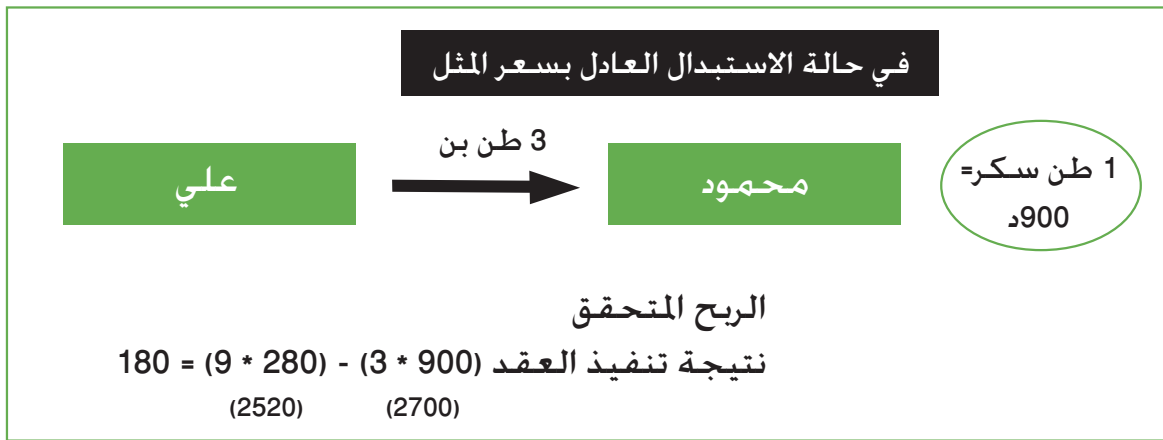 في حالة الاستبدال العادل بسعر المثل
1 طن سكر=
900د
محمود
3 طن بن
علي
الربح المتحقق
نتيجة تنفيذ العقد (900 * 3) - (280 * 9) = 180
(2700) (2520)